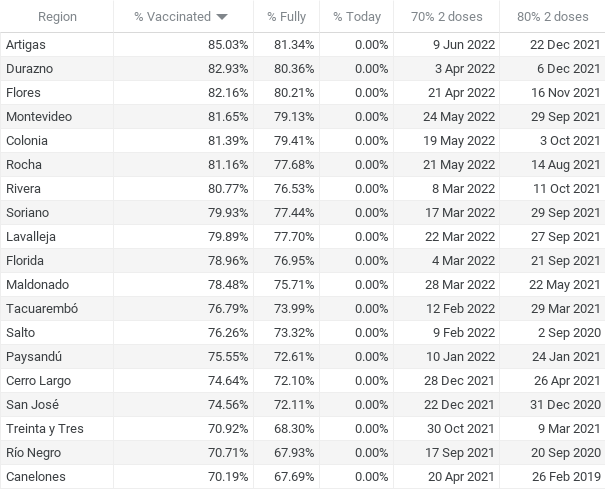 Region % Vaccinated % Fully % Today 70% 2 doses 80% 2 doses
Artigas 85.03% 81.34% 0.00% 9 Jun 2022 22 Dec 2021
Durazno 82.93% 80.36% 0.00% 3 Apr 2022 6 Dec 2021
Flores 82.16% 80.21% 0.00% 21 Apr 2022 16 Nov 2021
Montevideo 81.65% 79.13% 0.00% 24 May 2022 29 Sep 2021
Colonia 81.39% 79.41% 0.00% 19 May 2022 3 Oct 2021
Rocha 81.16% 77.68% 0.00% 21 May 2022 14 Aug 2021
Rivera 80.77% 76.53% 0.00% 8 Mar 2022 11 Oct 2021
Soriano 79.93% 77.44% 0.00% 17 Mar 2022 29 Sep 2021
Lavalleja 79.89% 77.70% 0.00% 22 Mar 2022 27 Sep 2021
Florida 78.96% 76.95% 0.00% 4 Mar 2022 21 Sep 2021
Maldonado 78.48% 75.71% 0.00% 28 Mar 2022 22 May 2021
Tacuarembó 76.79% 73.99% 0.00% 12 Feb 2022 29 Mar 2021
Salto 76.26% 73.32% 0.00% 9 Feb 2022 2 Sep 2020
Paysandú 75.55% 72.61% 0.00% 10 Jan 2022 24 Jan 2021
Cerro Largo 74.64% 72.10% 0.00% 28 Dec 2021 26 Apr 2021
San José 74.56% 72.11% 0.00% 22 Dec 2021 31 Dec 2020
Treinta y Tres 70.92% 68.30% 0.00% 30 Oct 2021 9 Mar 2021
Río Negro 70.71% 67.93% 0.00% 17 Sep 2021 20 Sep 2020
Canelones 70.19% 67.69% 0.00% 20 Apr 2021 26 Feb 2019